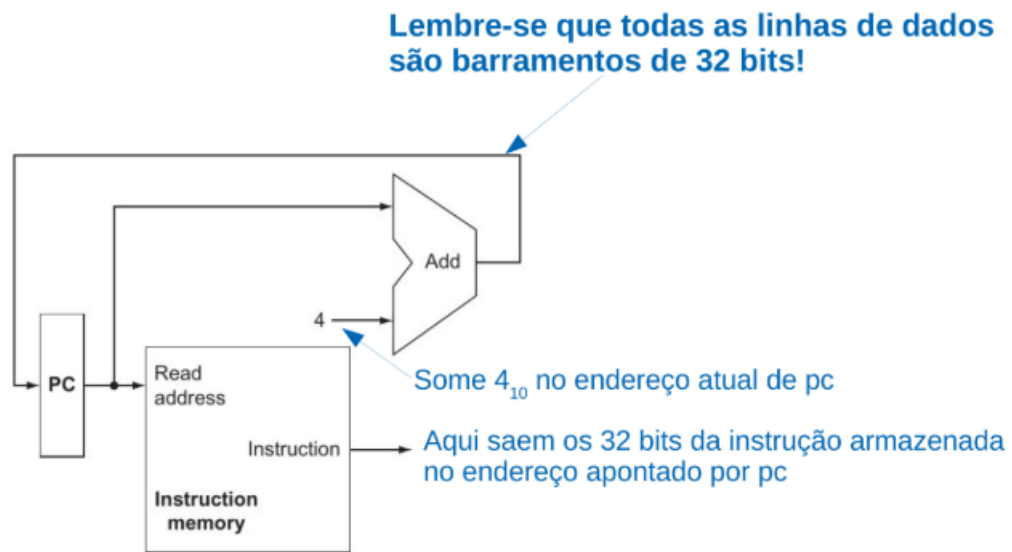 Lembre-se que todas as linhas de dados
são barramentos de 32 bits!
Add
4
PC
Read
address
Some 4₁₀ no endereço atual de pc
Instruction
Aqui saem os 32 bits da instrução armazenada
no endereço apontado por pc
Instruction
memory